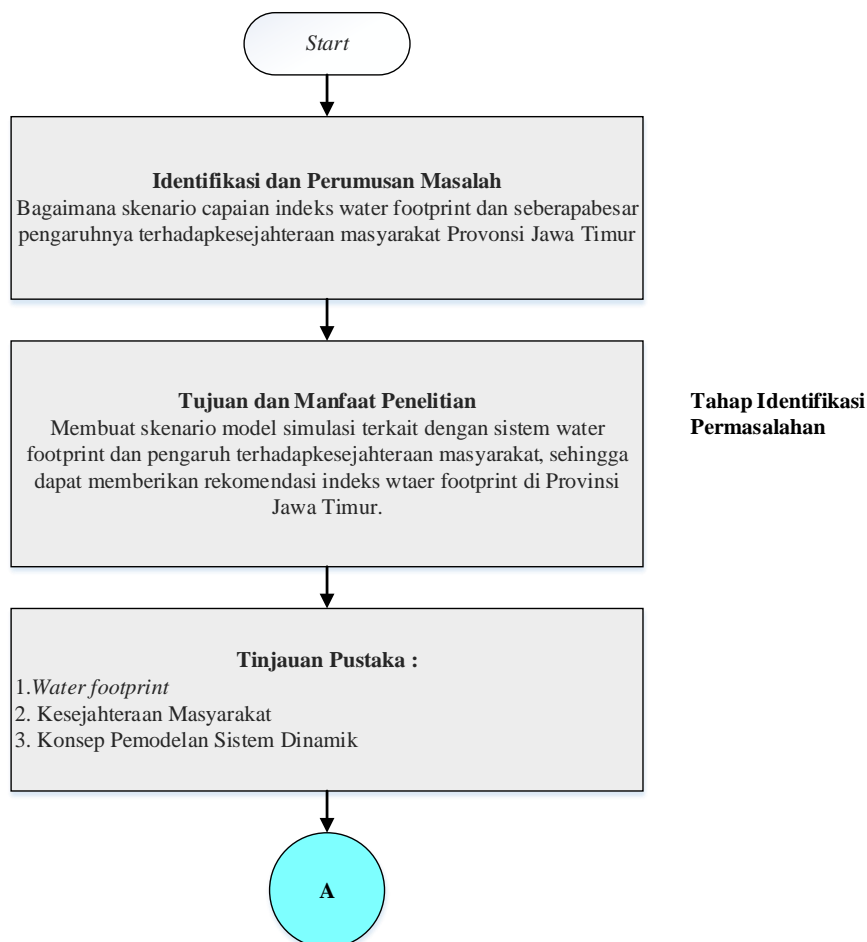 Start
Identifikasi dan Perumusan Masalah
Bagaimana skenario capaian indeks water footprint dan seberapabesar
pengaruhnya terhadapkesejahteraan masyarakat Provonsi Jawa Timur
Tujuan dan Manfaat Penelitian
Membuat skenario model simulasi terkait dengan sistem water
footprint dan pengaruh terhadapkesejahteraan masyarakat, sehingga
dapat memberikan rekomendasi indeks wtaer footprint di Provinsi
Jawa Timur.
Tahap Identifikasi
Permasalahan
Tinjauan Pustaka :
1.Water footprint
2. Kesejahteraan Masyarakat
3. Konsep Pemodelan Sistem Dinamik
A